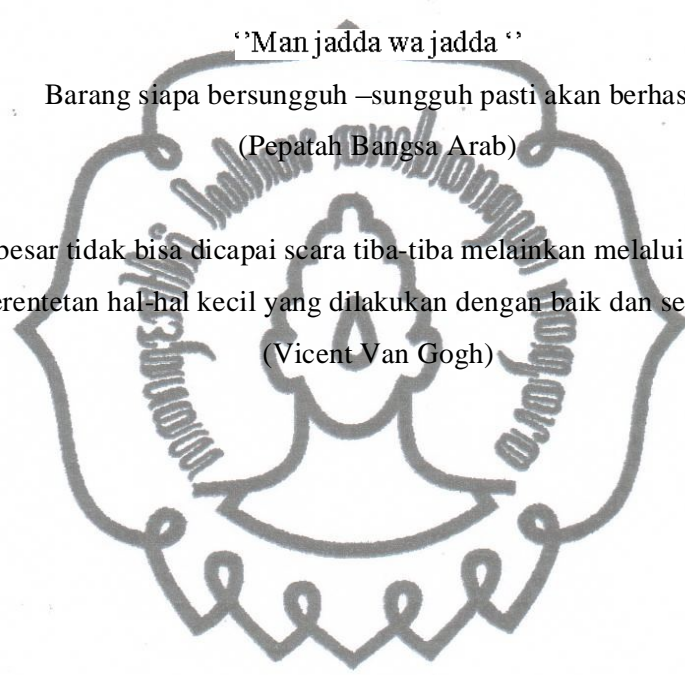 ‘’Man jadda wa jadda ‘’
Barang siapa bersungguh –sungguh pasti akan berhas
(Pepatah Bangsa Arab)
besar tidak bisa dicapai scara tiba-tiba melainkan melalui
erentetan hal-hal kecil yang dilakukan dengan baik dan se
(Vicent Van Gogh)